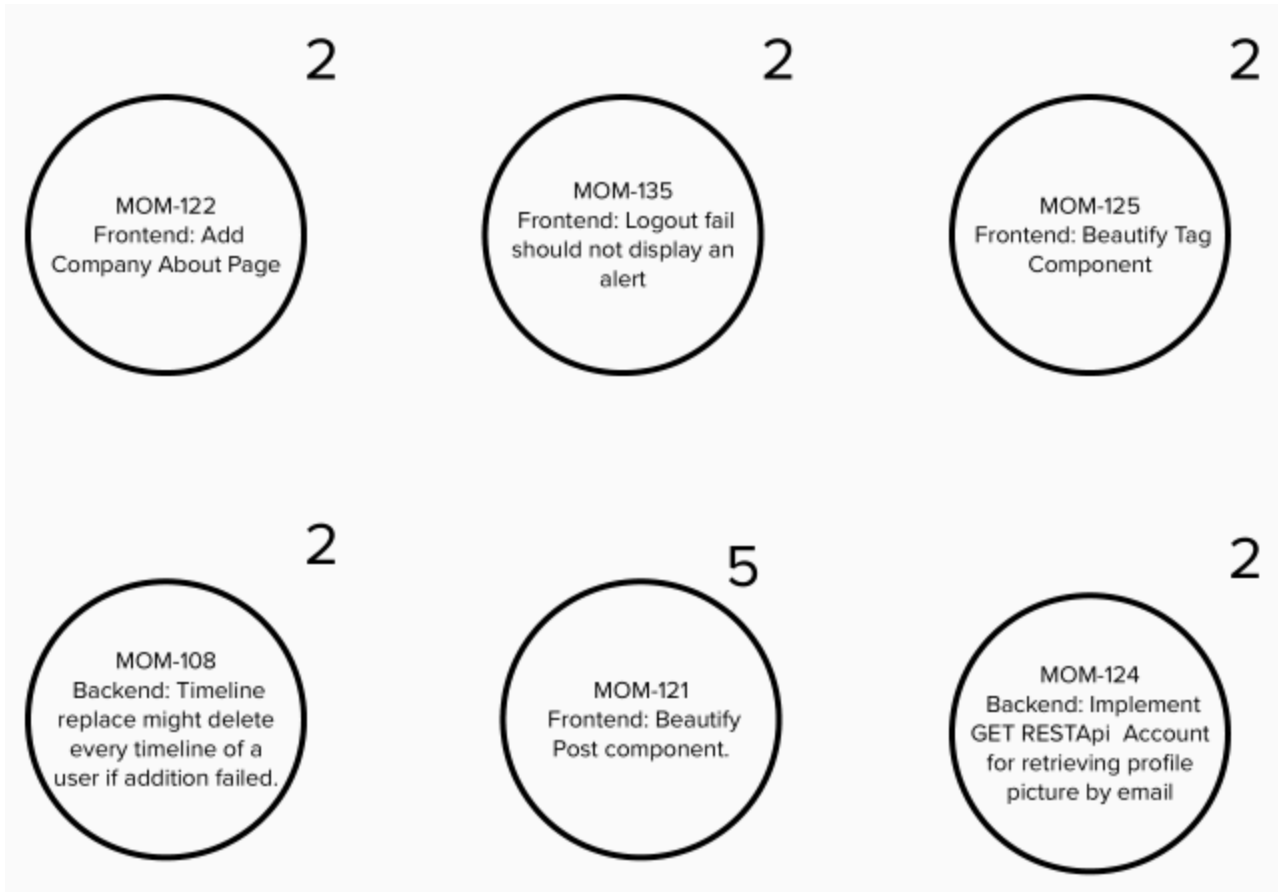 2
MOM-122
Frontend: Add
Company About Page
2
MOM-135
Frontend: Logout fail
should not display an
alert
2
MOM-125
Frontend: Beautify Tag
Component
2
MOM-108
Backend: Timeline
replace might delete
every timeline of a
user if addition failed.
5
MOM-121
Frontend: Beautify
Post component.
2
MOM-124
Backend: Implement
GET RESTApi  Account
for retrieving profile
picture by email